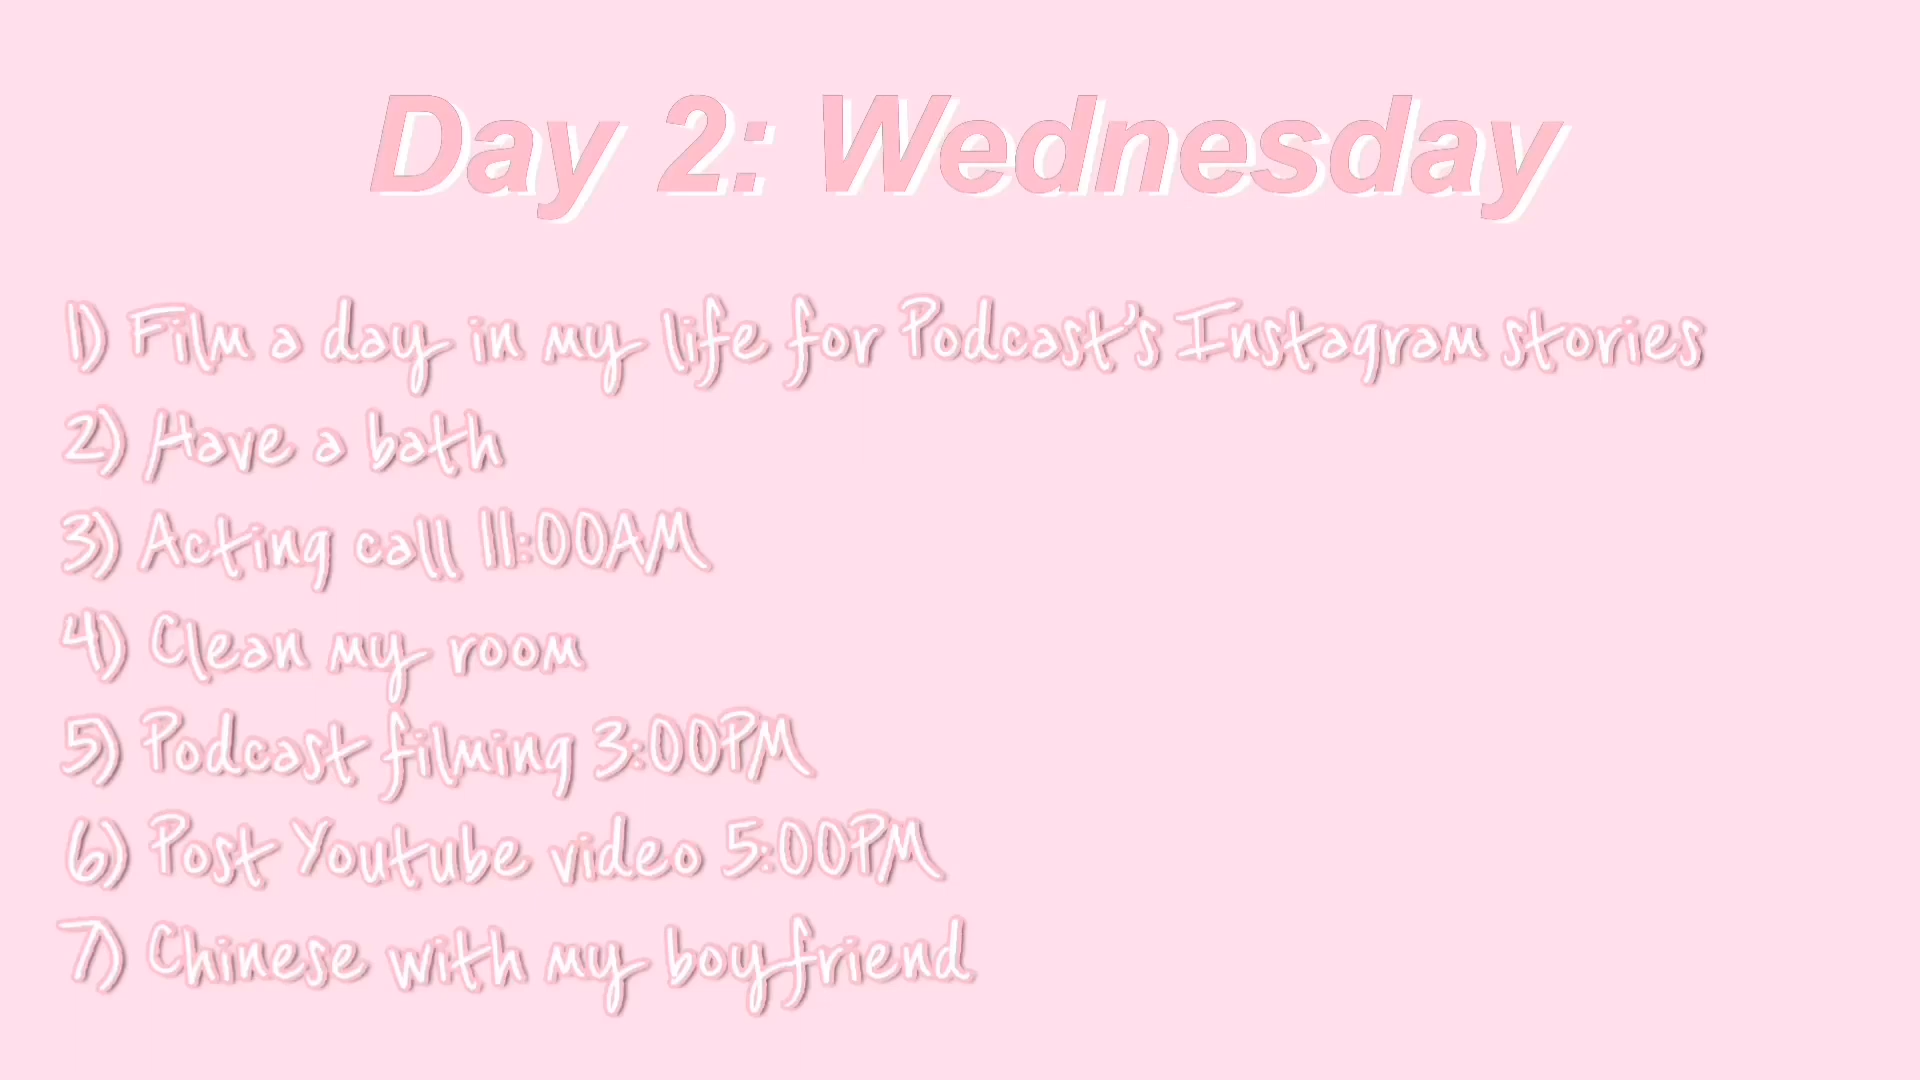 Day 2: Wednesday
1) Film a day in my life for Podcast's Instagram stories
2) Have a bath
3) Acting call 11:00AM
4) Clean my room
5) Podcast filming 3:00PM
6) Post Youtube video 5:00PM
7) Chinese with my boyfriend